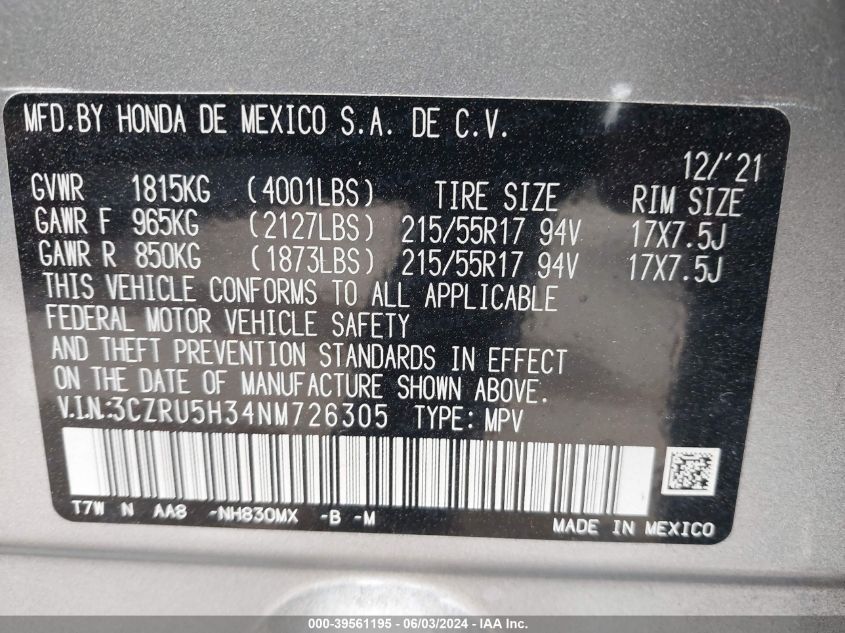 MFD.BY HONDA DE MEXICO S.A. DE C.V.
12/'21
GVWR 1815KG (4001LBS) TIRE SIZE RIM SIZE
GAWR F 965KG (2127LBS) 215/55R17 94V 17X7.5J
GAWR R 850KG (1873LBS) 215/55R17 94V 17X7.5J
THIS VEHICLE CONFORMS TO ALL APPLICABLE
FEDERAL MOTOR VEHICLE SAFETY
AND THEFT PREVENTION STANDARDS IN EFFECT
ON THE DATE OF MANUFACTURE SHOWN ABOVE.
V.I.N.:3CZRU5H34NM726305 TYPE: MPV
T7W N AA8 -NH830MX -B -M
MADE IN MEXICO
000-39561195 - 06/03/2024 - IAA Inc.